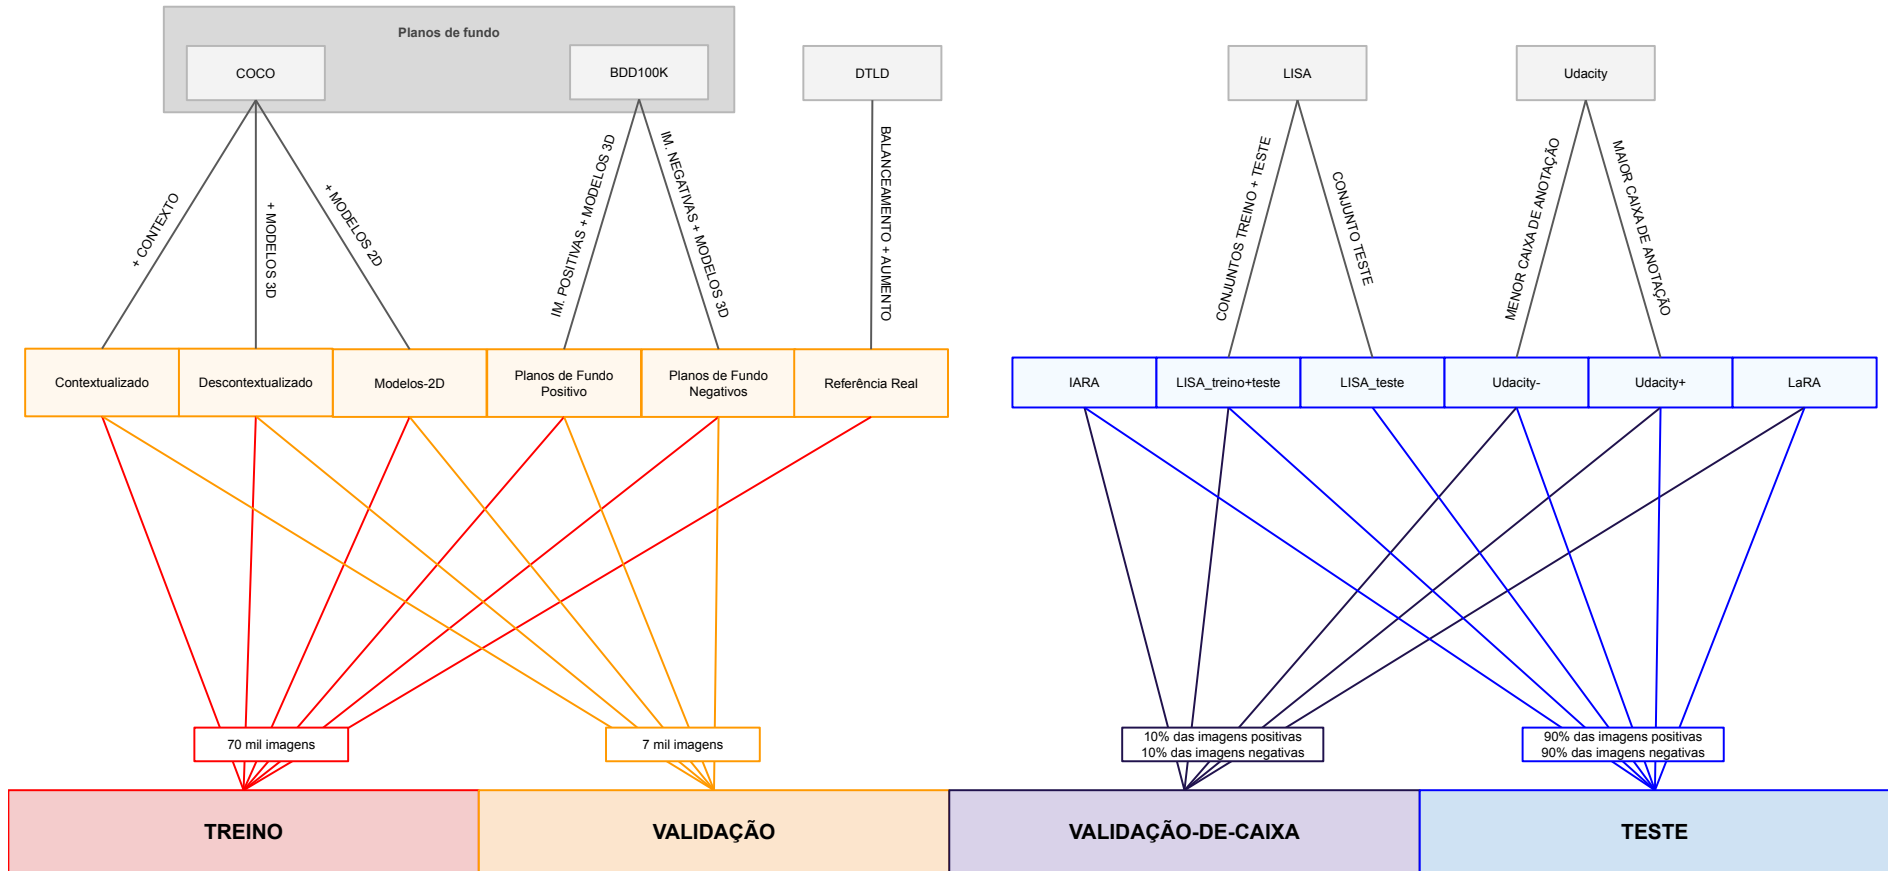 Planos de fundo
COCO
BDD100K
DTLD
LISA
Udacity
+ CONTEXTO
+ MODELOS 3D
+ MODELOS 2D
IM. POSITIVAS + MODELOS 3D
IM. NEGATIVAS + MODELOS 3D
BALANCEAMENTO + AUMENTO
CONJUNTOS TREINO + TESTE
CONJUNTO TESTE
MENOR CAIXA DE ANOTAÇÃO
MAIOR CAIXA DE ANOTAÇÃO
Contextualizado
Descontextualizado
Modelos-2D
Planos de Fundo
Positivo
Planos de Fundo
Negativos
Referência Real
IARA
LISA_treino+teste
LISA_teste
Udacity-
Udacity+
LaRA
70 mil imagens
7 mil imagens
10% das imagens positivas
10% das imagens negativas
90% das imagens positivas
90% das imagens negativas
TREINO
VALIDAÇÃO
VALIDAÇÃO-DE-CAIXA
TESTE